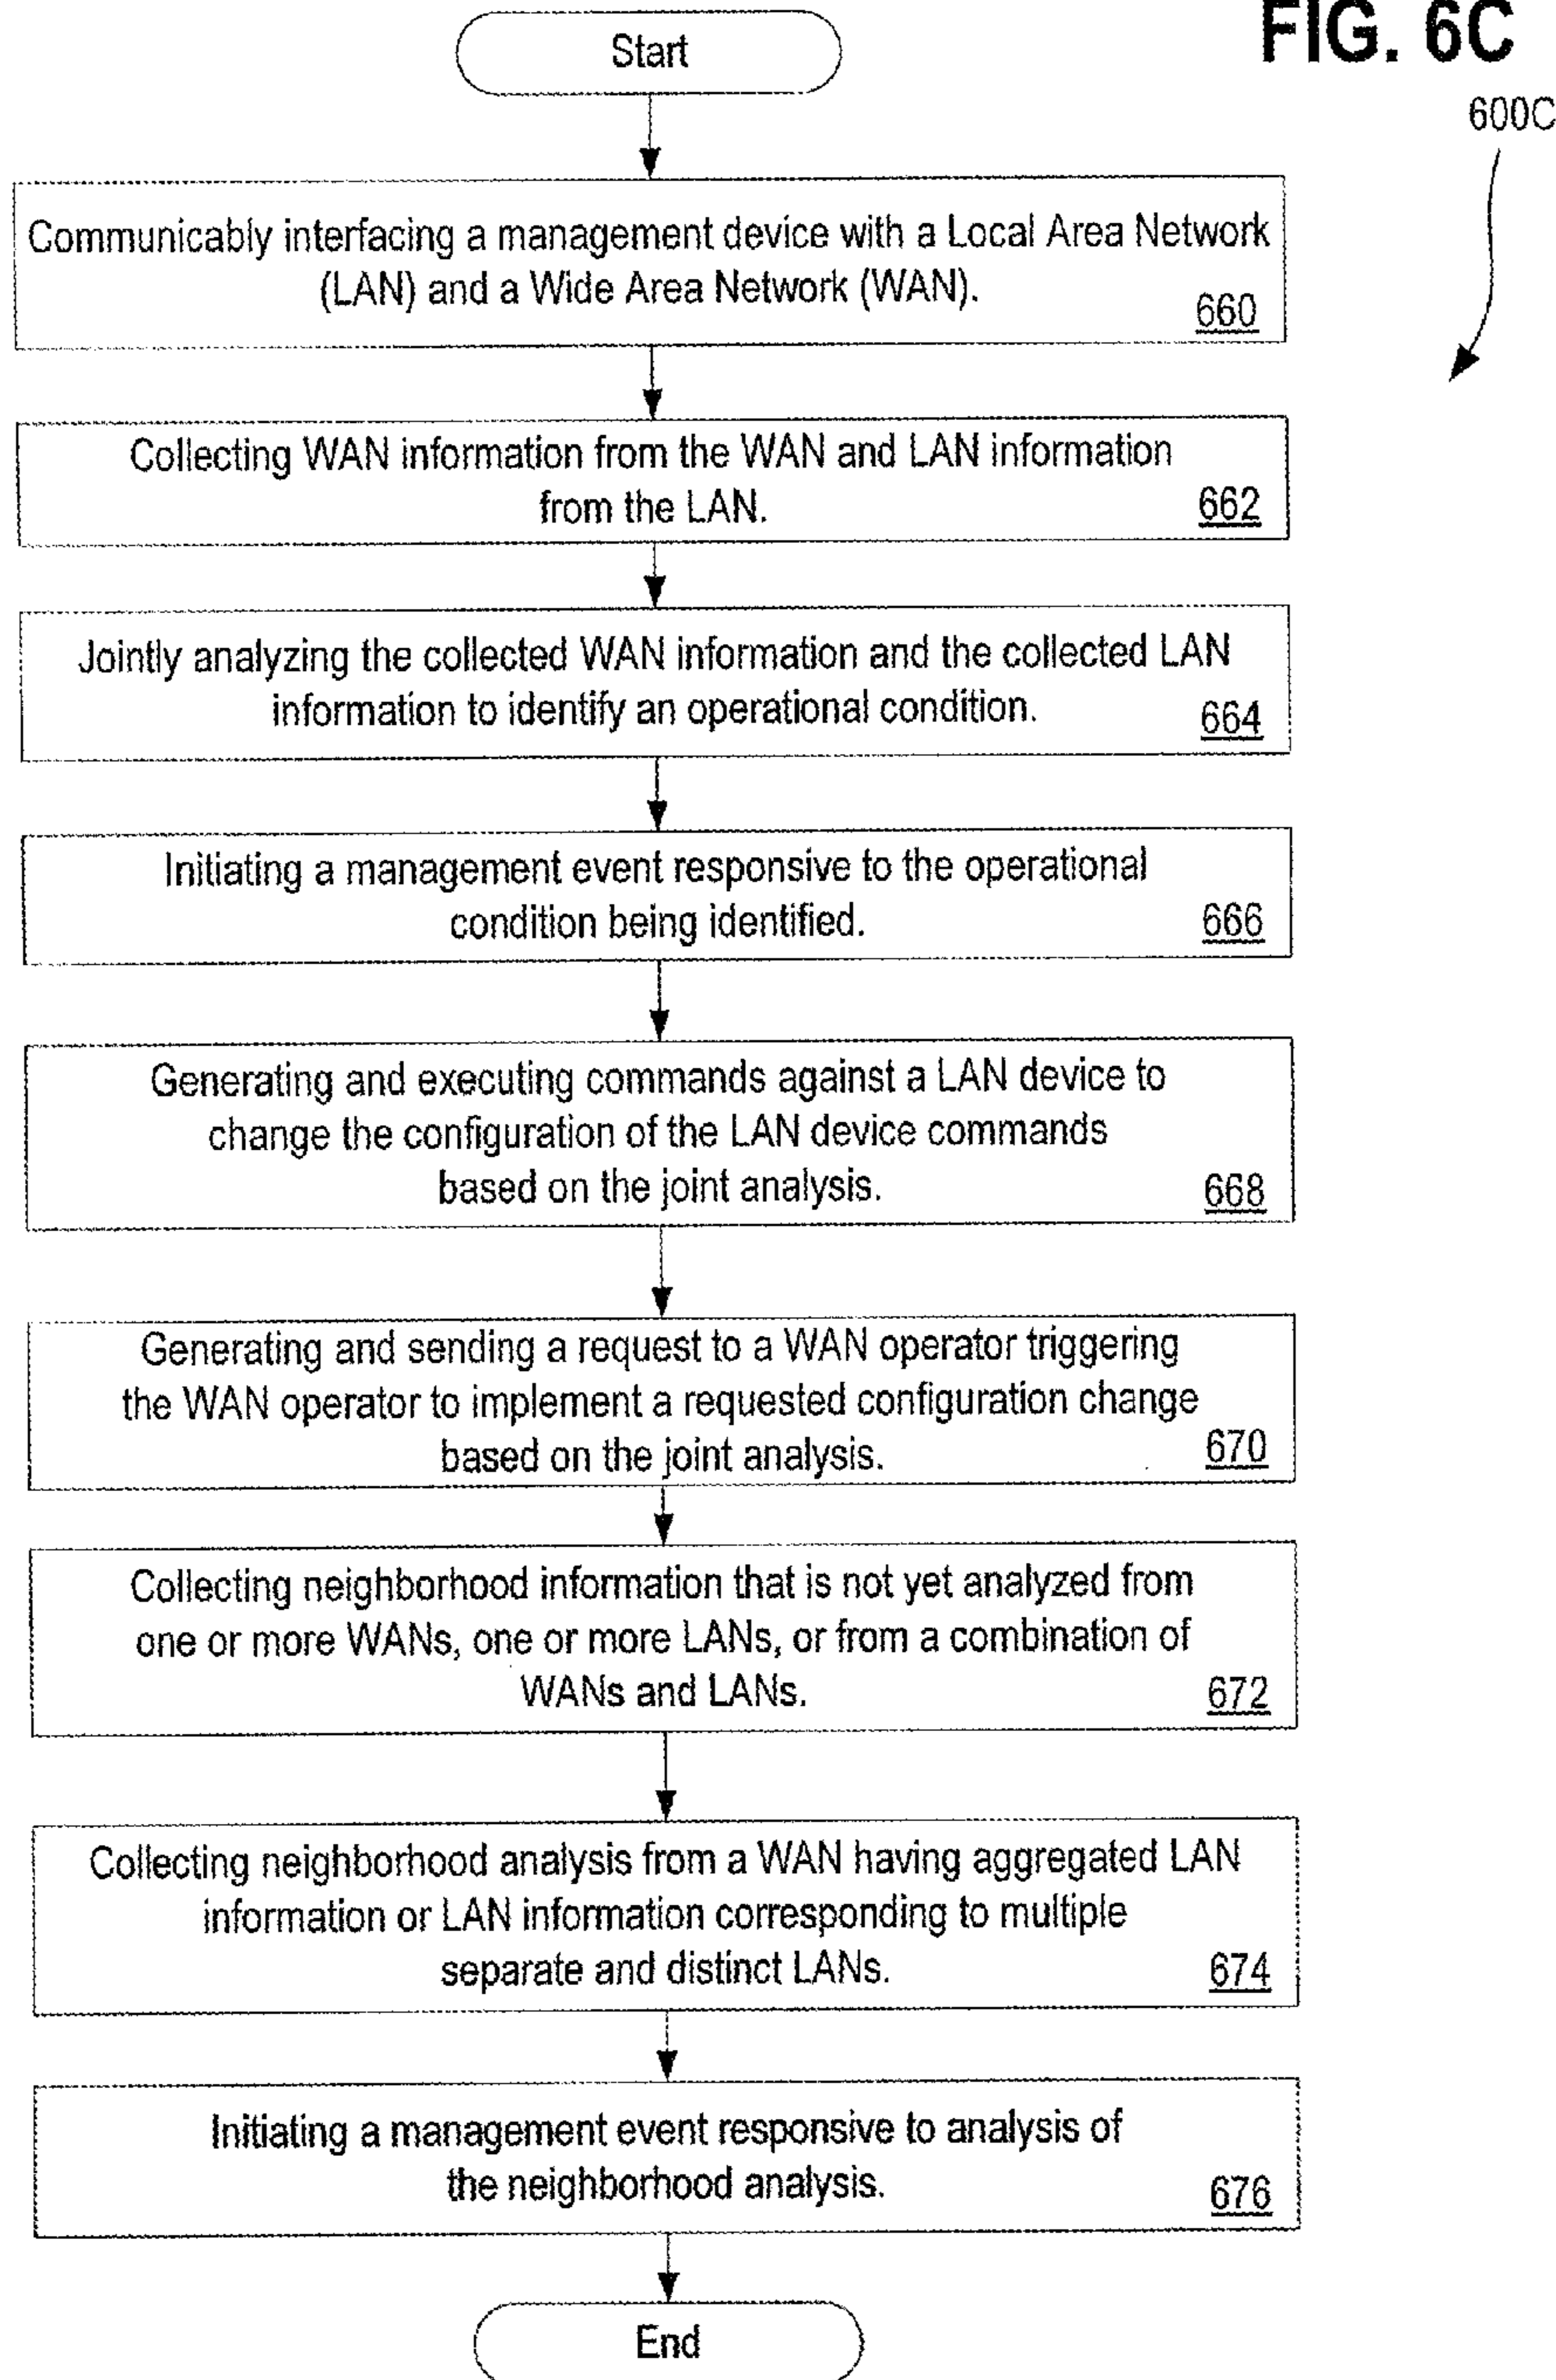 FIG. 6C
600C
Start
Communicably interfacing a management device with a Local Area Network
(LAN) and a Wide Area Network (WAN).
660
Collecting WAN information from the WAN and LAN information
from the LAN.
662
Jointly analyzing the collected WAN information and the collected LAN
information to identify an operational condition.
664
Initiating a management event responsive to the operational
condition being identified.
666
Generating and executing commands against a LAN device to
change the configuration of the LAN device commands
based on the joint analysis.
668
Generating and sending a request to a WAN operator triggering
the WAN operator to implement a requested configuration change
based on the joint analysis.
670
Collecting neighborhood information that is not yet analyzed from
one or more WANs, one or more LANs, or from a combination of
WANs and LANs.
672
Collecting neighborhood analysis from a WAN having aggregated LAN
information or LAN information corresponding to multiple
separate and distinct LANs.
674
Initiating a management event responsive to analysis of
the neighborhood analysis.
676
End